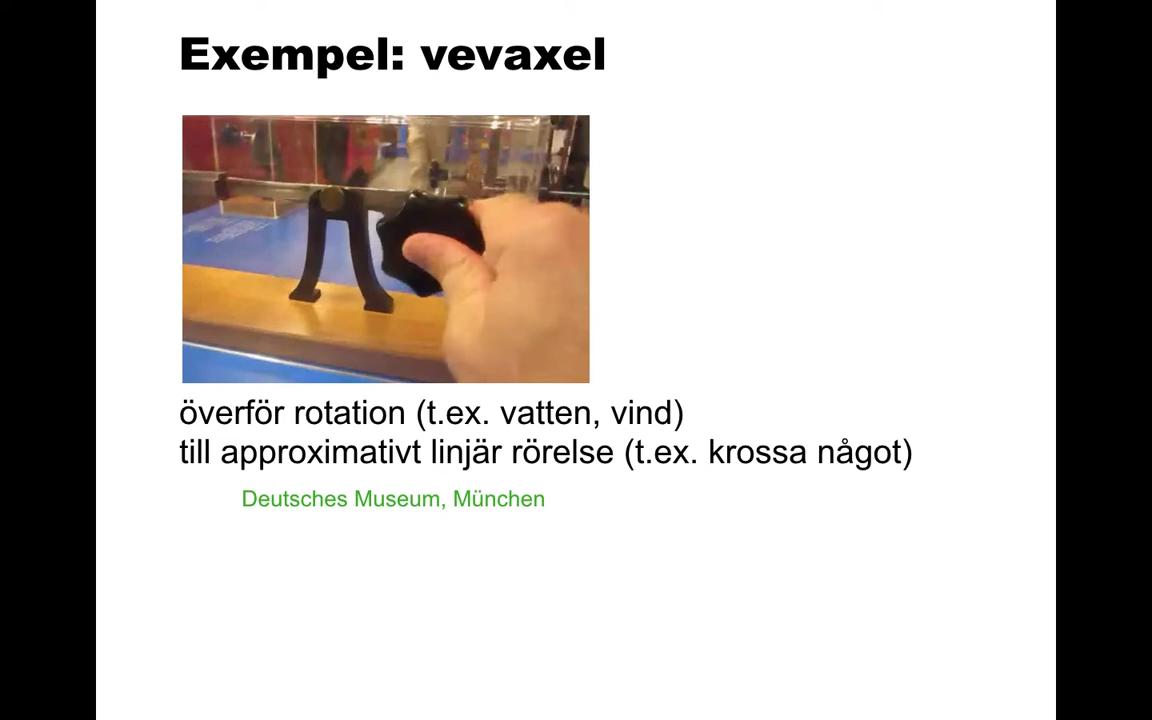 Exempel: vevaxel
överför rotation (t.ex. vatten, vind)
till approximativt linjär rörelse (t.ex. krossa något)
Deutsches Museum, München